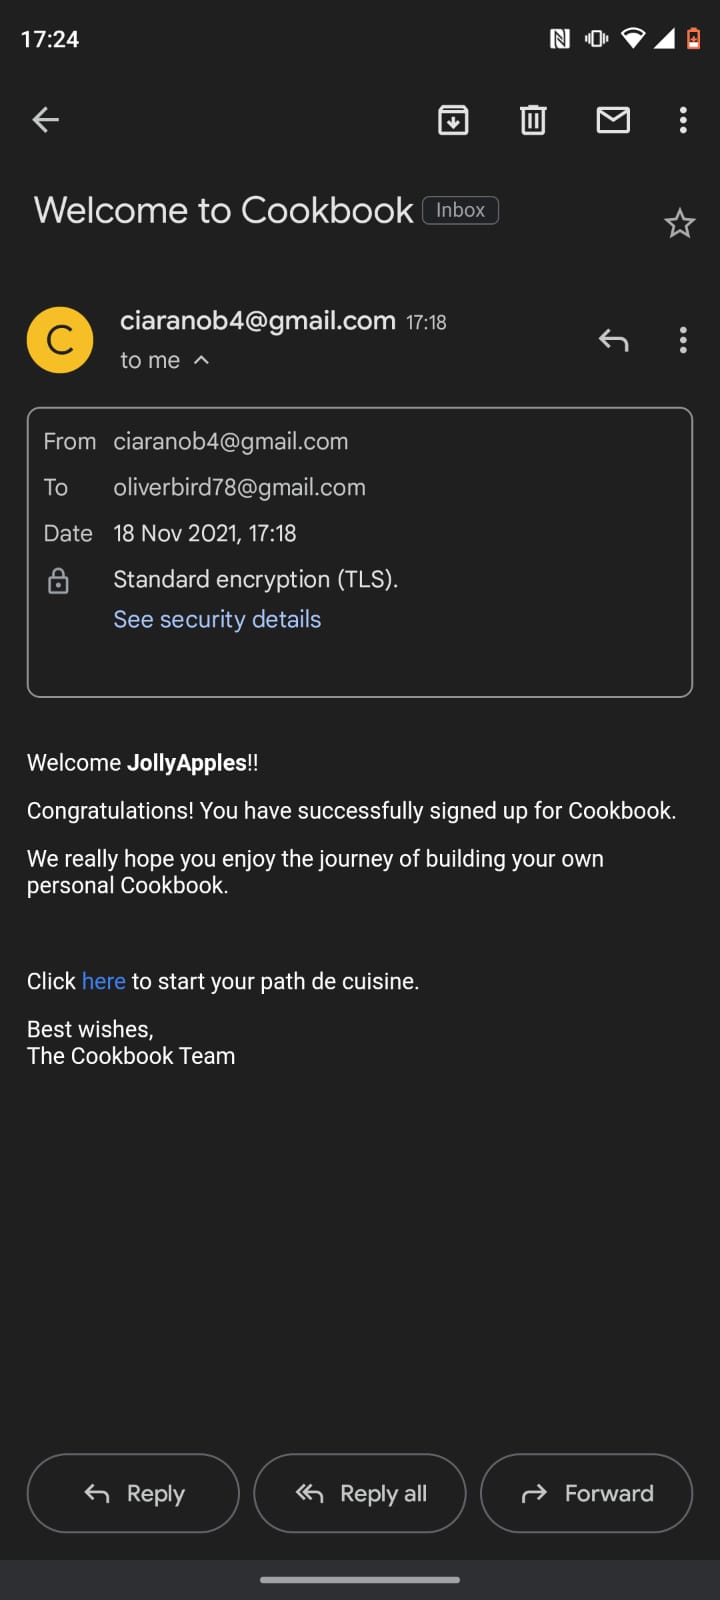 17:24
Welcome to Cookbook Inbox
C
ciaranob4@gmail.com 17:18
to me
From ciaranob4@gmail.com
To oliverbird78@gmail.com
Date 18 Nov 2021, 17:18
Standard encryption (TLS).
See security details
Welcome JollyApples!!
Congratulations! You have successfully signed up for Cookbook.
We really hope you enjoy the journey of building your own
personal Cookbook.
Click here to start your path de cuisine.
Best wishes,
The Cookbook Team
Reply Reply all Forward